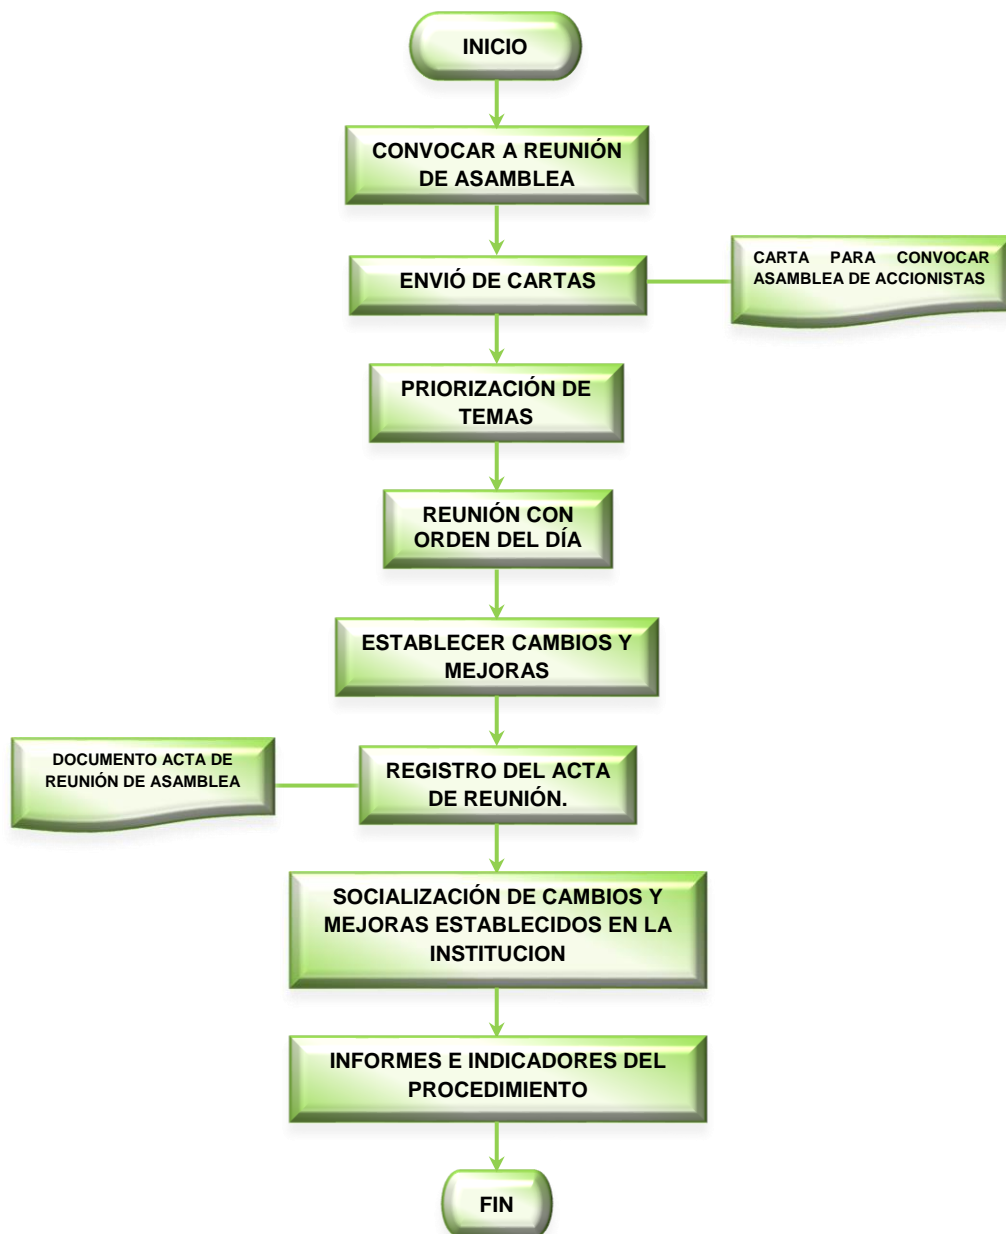 INICIO
CONVOCAR A REUNIÓN
DE ASAMBLEA
ENVIÓ DE CARTAS
CARTA PARA CONVOCAR
ASAMBLEA DE ACCIONISTAS
PRIORIZACIÓN DE
TEMAS
REUNIÓN CON
ORDEN DEL DÍA
ESTABLECER CAMBIOS Y
MEJORAS
DOCUMENTO ACTA DE
REUNIÓN DE ASAMBLEA
REGISTRO DEL ACTA
DE REUNIÓN.
SOCIALIZACIÓN DE CAMBIOS Y
MEJORAS ESTABLECIDOS EN LA
INSTITUCION
INFORMES E INDICADORES DEL
PROCEDIMIENTO
FIN